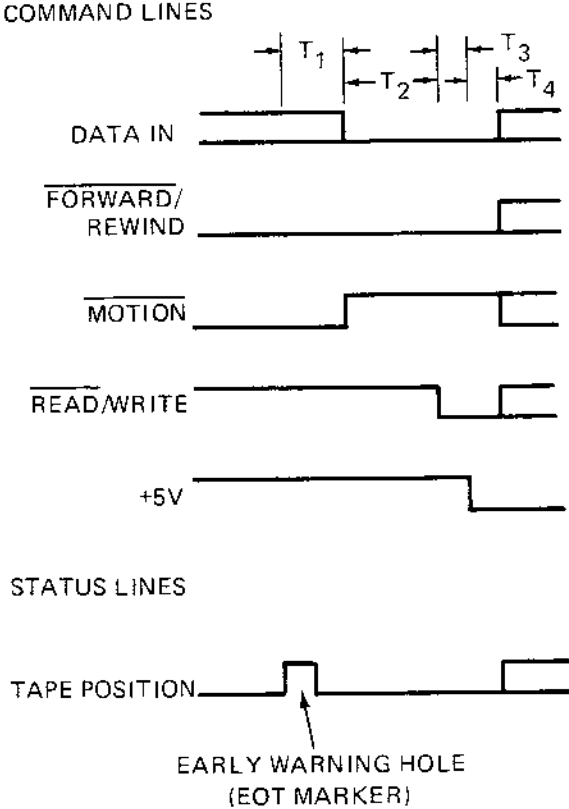 COMMAND LINES
T1
T3
T2
T4
DATA IN
FORWARD/
REWIND
MOTION
READ/WRITE
+5V
STATUS LINES
TAPE POSITION
EARLY WARNING HOLE
(EOT MARKER)